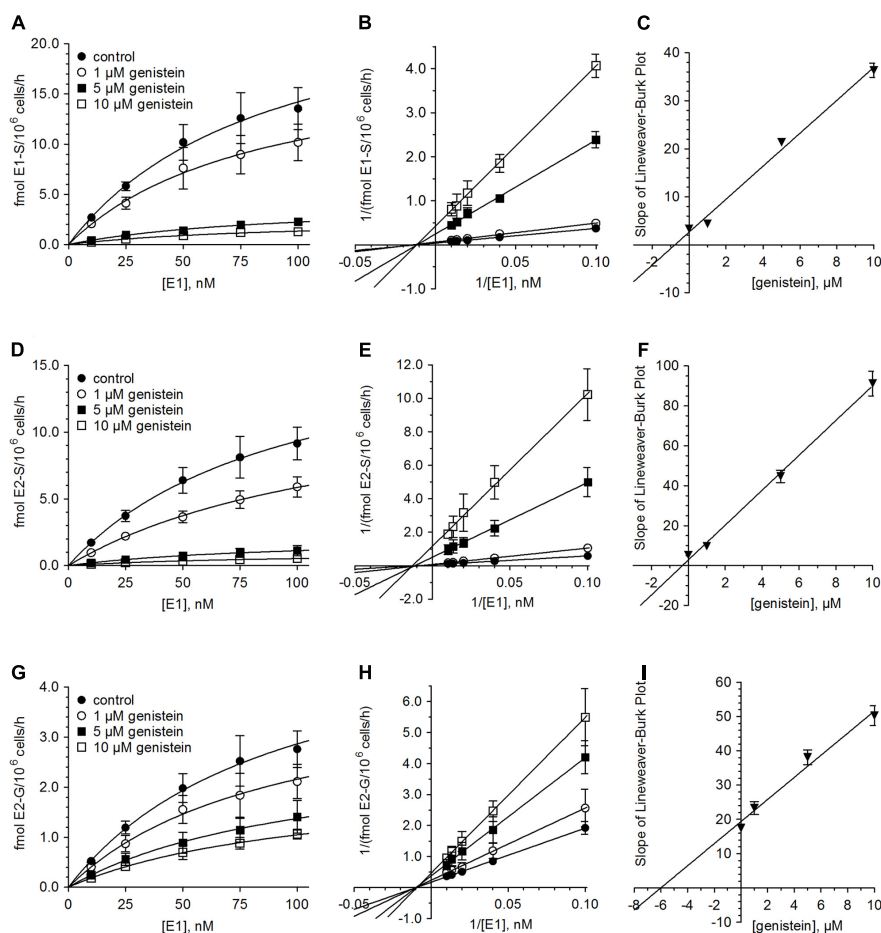 A
fmol E1-S/10⁶ cells/h
20.0
15.0
10.0
5.0
0.0
control
1 µM genistein
5 µM genistein
10 µM genistein
0 25 50 75 100
[E1], nM
B
1/(fmol E1-S/10⁶ cells/h)
4.0
3.0
2.0
1.0
-1.0
-0.05 0.05 0.10
1/[E1], nM
C
Slope of Lineweaver-Burk Plot
40
30
20
10
-10
-2 2 4 6 8 10
[genistein], µM
D
fmol E2-S/10⁶ cells/h
15.0
10.0
5.0
0.0
control
1 µM genistein
5 µM genistein
10 µM genistein
0 25 50 75 100
[E1], nM
E
1/(fmol E2-S/10⁶ cells/h)
12.0
10.0
8.0
6.0
4.0
2.0
-2.0
-0.05 0.05 0.10
1/[E1], nM
F
Slope of Lineweaver-Burk Plot
100
80
60
40
20
-20
-2 2 4 6 8 10
[genistein], µM
G
fmol E2-G/10⁶ cells/h
4.0
3.0
2.0
1.0
0.0
control
1 µM genistein
5 µM genistein
10 µM genistein
0 25 50 75 100
[E1], nM
H
1/(fmol E2-G/10⁶ cells/h)
6.0
5.0
4.0
3.0
2.0
1.0
-1.0
-0.05 0.05 0.10
1/[E1], nM
I
Slope of Lineweaver-Burk Plot
60
50
40
30
20
10
-8 -6 -4 -2 0 2 4 6 8 10
[genistein], µM